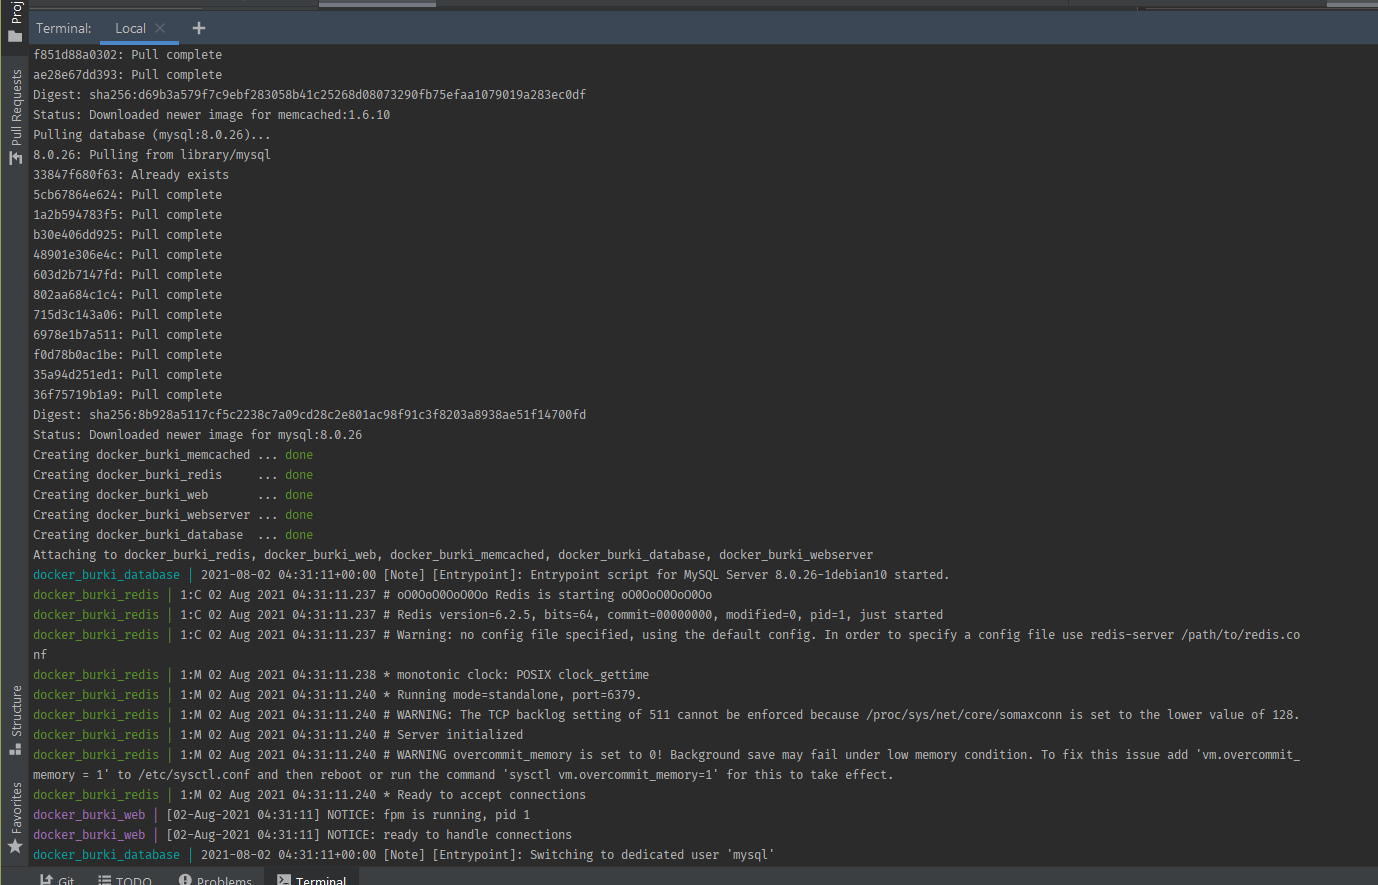 Proj
Pull Requests
Structure
Favorites
Terminal: Local
f851d88a0302: Pull complete
ae28e67dd393: Pull complete
Digest: sha256:d69b3a579f7c9ebf283058b41c25268d08073290fb75efaa1079019a283ec0df
Status: Downloaded newer image for memcached:1.6.10
Pulling database (mysql:8.0.26)...
8.0.26: Pulling from library/mysql
33847f680f63: Already exists
5cb67864e624: Pull complete
1a2b594783f5: Pull complete
b30e406dd925: Pull complete
48901e306e4c: Pull complete
603d2b7147fd: Pull complete
802aa684c1c4: Pull complete
715d3c143a06: Pull complete
6978e1b7a511: Pull complete
f0d78b0ac1be: Pull complete
35a94d251ed1: Pull complete
36f75719b1a9: Pull complete
Digest: sha256:8b928a5117cf5c2238c7a09cd28c2e801ac98f91c3f8203a8938ae51f14700fd
Status: Downloaded newer image for mysql:8.0.26
Creating docker_burki_memcached ... done
Creating docker_burki_redis     ... done
Creating docker_burki_web       ... done
Creating docker_burki_webserver ... done
Creating docker_burki_database  ... done
Attaching to docker_burki_redis, docker_burki_web, docker_burki_memcached, docker_burki_database, docker_burki_webserver
docker_burki_database | 2021-08-02 04:31:11+00:00 [Note] [Entrypoint]: Entrypoint script for MySQL Server 8.0.26-1debian10 started.
docker_burki_redis | 1:C 02 Aug 2021 04:31:11.237 # oO0OoO0OoO0Oo Redis is starting oO0OoO0OoO0Oo
docker_burki_redis | 1:C 02 Aug 2021 04:31:11.237 # Redis version=6.2.5, bits=64, commit=00000000, modified=0, pid=1, just started
docker_burki_redis | 1:C 02 Aug 2021 04:31:11.237 # Warning: no config file specified, using the default config. In order to specify a config file use redis-server /path/to/redis.co
nf
docker_burki_redis | 1:M 02 Aug 2021 04:31:11.238 * monotonic clock: POSIX clock_gettime
docker_burki_redis | 1:M 02 Aug 2021 04:31:11.240 * Running mode=standalone, port=6379.
docker_burki_redis | 1:M 02 Aug 2021 04:31:11.240 # WARNING: The TCP backlog setting of 511 cannot be enforced because /proc/sys/net/core/somaxconn is set to the lower value of 128.
docker_burki_redis | 1:M 02 Aug 2021 04:31:11.240 # Server initialized
docker_burki_redis | 1:M 02 Aug 2021 04:31:11.240 # WARNING overcommit_memory is set to 0! Background save may fail under low memory condition. To fix this issue add 'vm.overcommit_
memory = 1' to /etc/sysctl.conf and then reboot or run the command 'sysctl vm.overcommit_memory=1' for this to take effect.
docker_burki_redis | 1:M 02 Aug 2021 04:31:11.240 * Ready to accept connections
docker_burki_web | [02-Aug-2021 04:31:11] NOTICE: fpm is running, pid 1
docker_burki_web | [02-Aug-2021 04:31:11] NOTICE: ready to handle connections
docker_burki_database | 2021-08-02 04:31:11+00:00 [Note] [Entrypoint]: Switching to dedicated user 'mysql'
Git TODO Problems Terminal